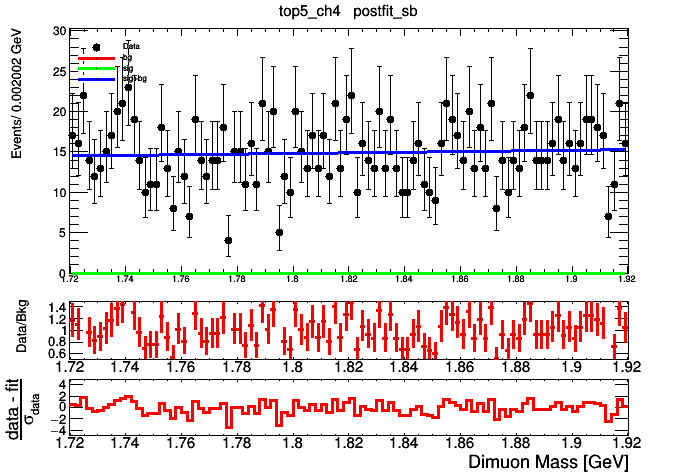 top5_ch4 postfit_sb
Events/ 0.002002 GeV
30
25
20
15
10
5
0
Data
bg
sig
sig+bg
1.72 1.74 1.76 1.78 1.8 1.82 1.84 1.86 1.88 1.9 1.92
Data/Bkg
1.4
1.2
1
0.8
0.6
1.72 1.74 1.76 1.78 1.8 1.82 1.84 1.86 1.88 1.9 1.92
data - fit
σdata
4
2
0
−2
−4
1.72 1.74 1.76 1.78 1.8 1.82 1.84 1.86 1.88 1.9 1.92
Dimuon Mass [GeV]